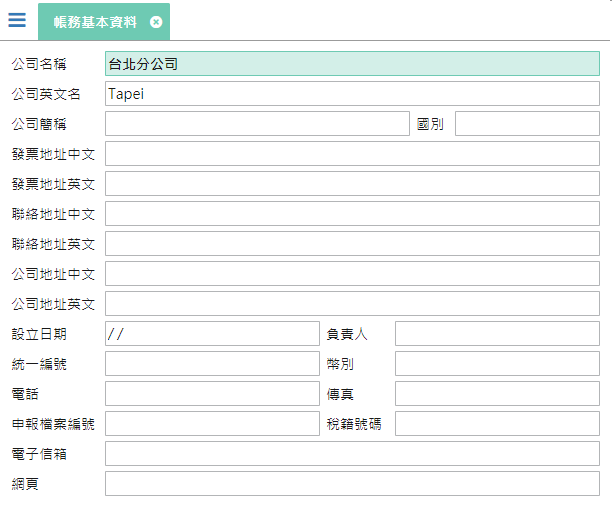 帳務基本資料
公司名稱 台北分公司
公司英文名 Tapei
公司簡稱 國別
發票地址中文
發票地址英文
聯絡地址中文
聯絡地址英文
公司地址中文
公司地址英文
設立日期 // 負責人
統一編號 幣別
電話 傳真
申報檔案編號 稅籍號碼
電子信箱
網頁